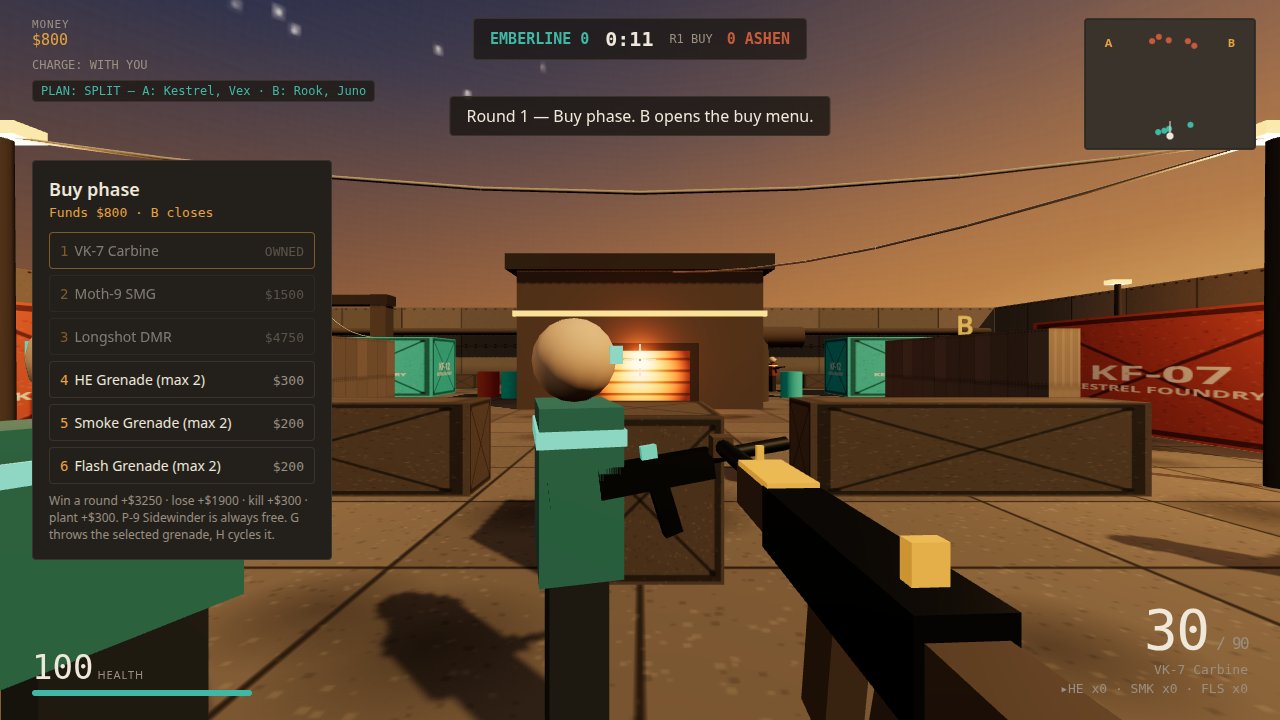 MONEY
$800
CHARGE: WITH YOU
PLAN: SPLIT — A: Kestrel, Vex · B: Rook, Juno
EMBERLINE 0 0:11 R1 BUY 0 ASHEN
Round 1 — Buy phase. B opens the buy menu.
A B
Buy phase
Funds $800 · B closes
1 VK-7 Carbine OWNED
2 Moth-9 SMG $1500
3 Longshot DMR $4750
4 HE Grenade (max 2) $300
5 Smoke Grenade (max 2) $200
6 Flash Grenade (max 2) $200
Win a round +$3250 · lose +$1900 · kill +$300 ·
plant +$300. P-9 Sidewinder is always free. G
throws the selected grenade, H cycles it.
B
KF-12
KF-12
KF-07
KESTREL FOUNDRY
100 HEALTH
30 / 90
VK-7 Carbine
▸HE x0 · SMK x0 · FLS x0